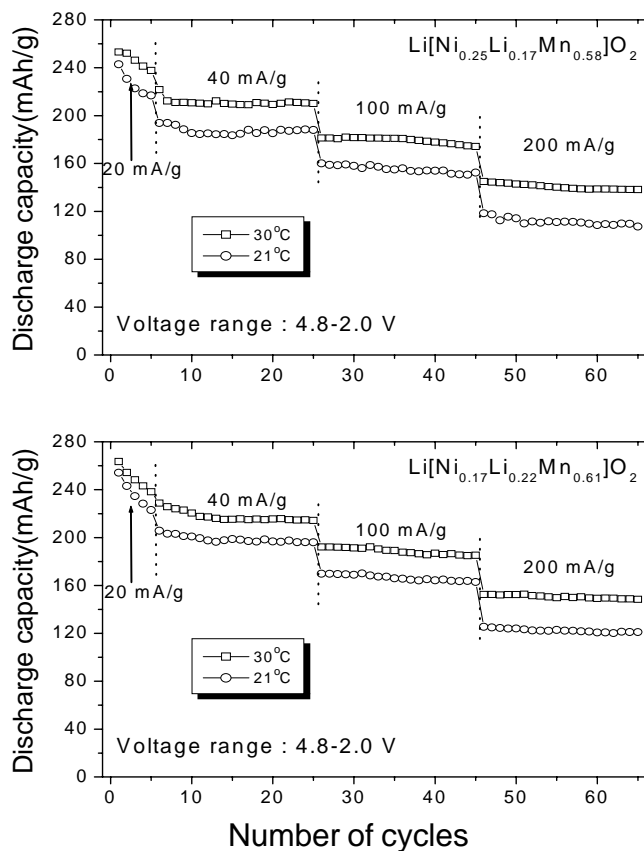 Li[Ni0.25Li0.17Mn0.58]O2
Discharge capacity(mAh/g)
280
240
200
160
120
80
40
0
20 mA/g
40 mA/g
100 mA/g
200 mA/g
30°C
21°C
Voltage range : 4.8-2.0 V
0 10 20 30 40 50 60
Li[Ni0.17Li0.22Mn0.61]O2
Discharge capacity(mAh/g)
280
240
200
160
120
80
40
0
20 mA/g
40 mA/g
100 mA/g
200 mA/g
30°C
21°C
Voltage range : 4.8-2.0 V
0 10 20 30 40 50 60
Number of cycles